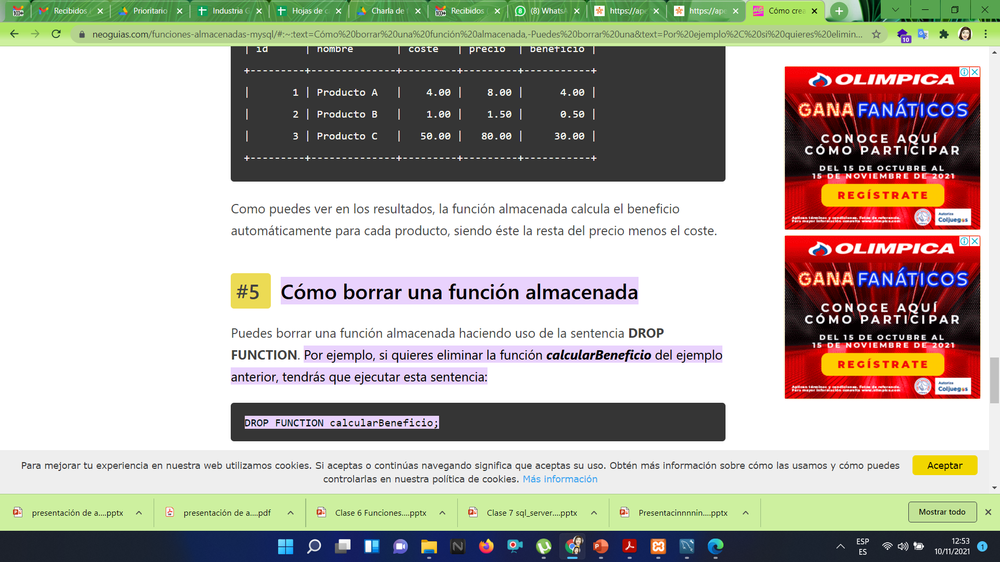 Recibidos (
Prioritario
Industria G
Hojas de c
Charla de f
Recibidos (
(8) WhatsA
https://ape
https://ape
Cómo crea
neoguias.com/funciones-almacenadas-mysql/#:~:text=Cómo%20borrar%20una%20función%20almacenada,-Puedes%20borrar%20una&text=Por%20ejemplo%2C%20si%20quieres%20elimin...
10
| id | nombre | coste | precio | beneficio |
+---------+--------------+---------+---------+-----------+
| 1 | Producto A | 4.00 | 8.00 | 4.00 |
| 2 | Producto B | 1.00 | 1.50 | 0.50 |
| 3 | Producto C | 50.00 | 80.00 | 30.00 |
+---------+--------------+---------+---------+-----------+
Como puedes ver en los resultados, la función almacenada calcula el beneficio
automáticamente para cada producto, siendo éste la resta del precio menos el coste.
#5 Cómo borrar una función almacenada
Puedes borrar una función almacenada haciendo uso de la sentencia DROP
FUNCTION. Por ejemplo, si quieres eliminar la función calcularBeneficio del ejemplo
anterior, tendrás que ejecutar esta sentencia:
DROP FUNCTION calcularBeneficio;
OLIMPICA
GANA FANÁTICOS
CONOCE AQUÍ
CÓMO PARTICIPAR
DEL 15 DE OCTUBRE AL
15 DE NOVIEMBRE DE 2021
REGÍSTRATE
Aplican términos y condiciones. Fotos de referencia.
Para mayor información consulta www.olimpica.com
Autoriza
Coljuegos
OLIMPICA
GANA FANÁTICOS
CONOCE AQUÍ
CÓMO PARTICIPAR
DEL 15 DE OCTUBRE AL
15 DE NOVIEMBRE DE 2021
REGÍSTRATE
Aplican términos y condiciones. Fotos de referencia.
Para mayor información consulta www.olimpica.com
Autoriza
Coljuegos
Para mejorar tu experiencia en nuestra web utilizamos cookies. Si aceptas o continúas navegando significa que aceptas su uso. Obtén más información sobre cómo las usamos y cómo puedes
controlarlas en nuestra política de cookies. Más información
Aceptar
presentación de a....pptx
presentación de a....pdf
Clase 6 Funciones....pptx
Clase 7 sql_server....pptx
Presentacinnnnin....pptx
Mostrar todo
ESP
ES
12:53
10/11/2021
1